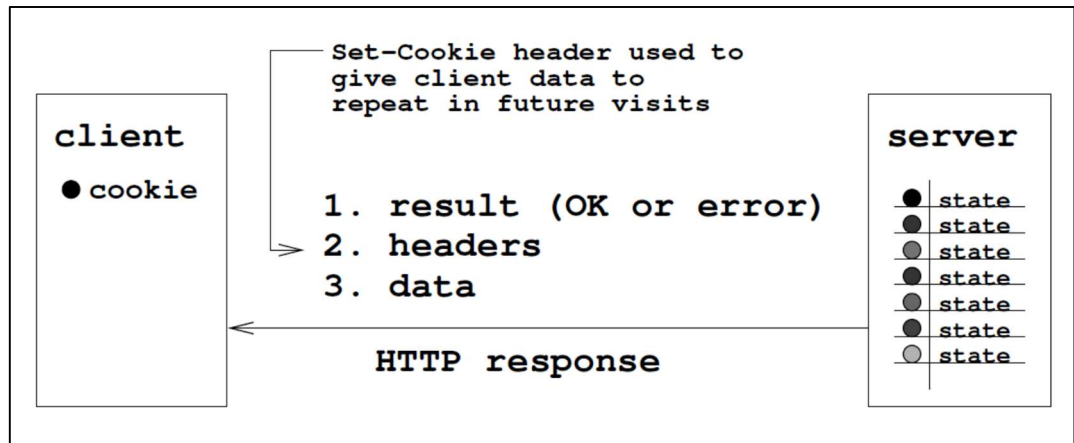 Set-Cookie header used to
give client data to
repeat in future visits
client
cookie
1. result (OK or error)
2. headers
3. data
HTTP response
server
state
state
state
state
state
state
state